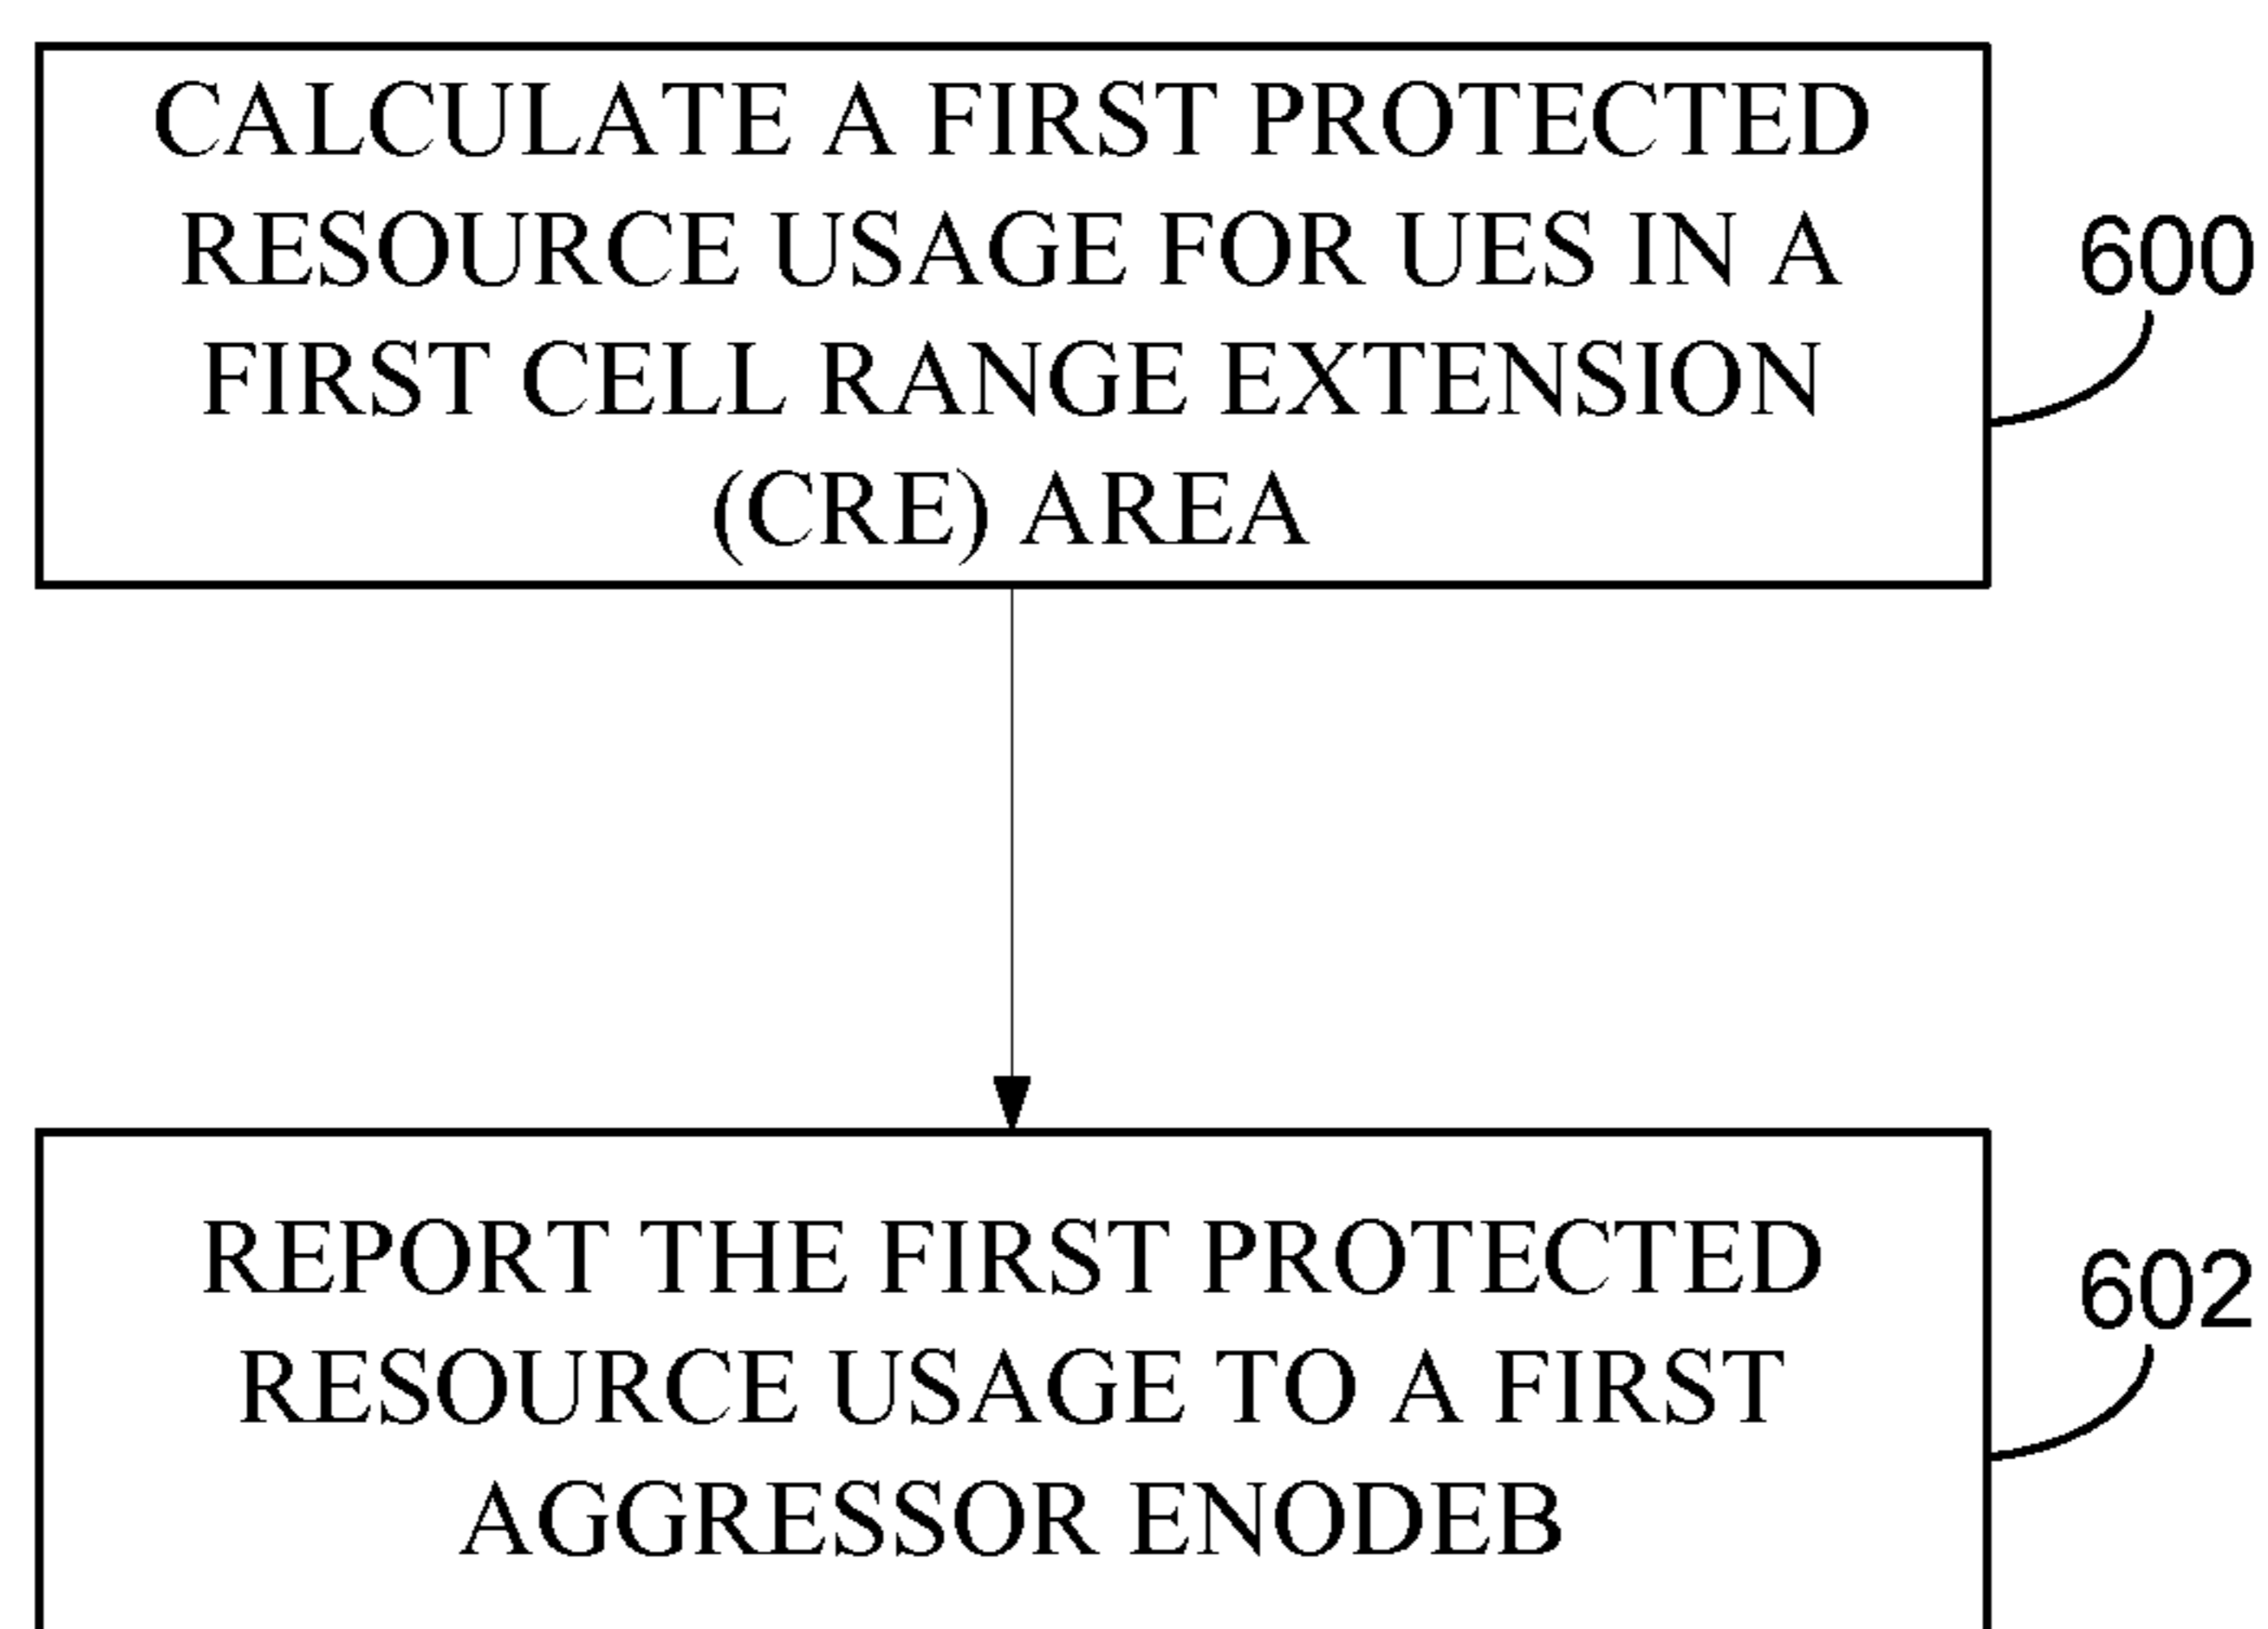 CALCULATE A FIRST PROTECTED
RESOURCE USAGE FOR UES IN A
FIRST CELL RANGE EXTENSION
(CRE) AREA
600
REPORT THE FIRST PROTECTED
RESOURCE USAGE TO A FIRST
AGGRESSOR ENODEB
602